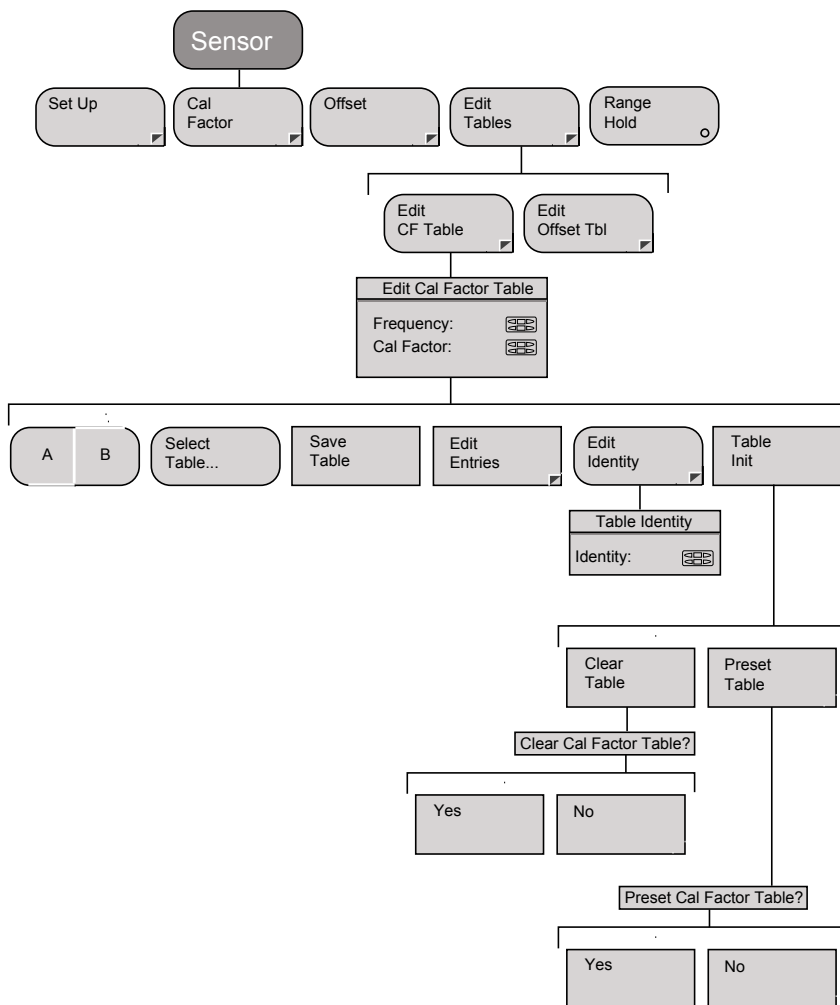 Sensor
Set Up
Cal
Factor
Offset
Edit
Tables
Range
Hold
Edit
CF Table
Edit
Offset Tbl
Edit Cal Factor Table
Frequency:
Cal Factor:
A
B
Select
Table...
Save
Table
Edit
Entries
Edit
Identity
Table
Init
Table Identity
Identity:
Clear
Table
Preset
Table
Clear Cal Factor Table?
Yes
No
Preset Cal Factor Table?
Yes
No